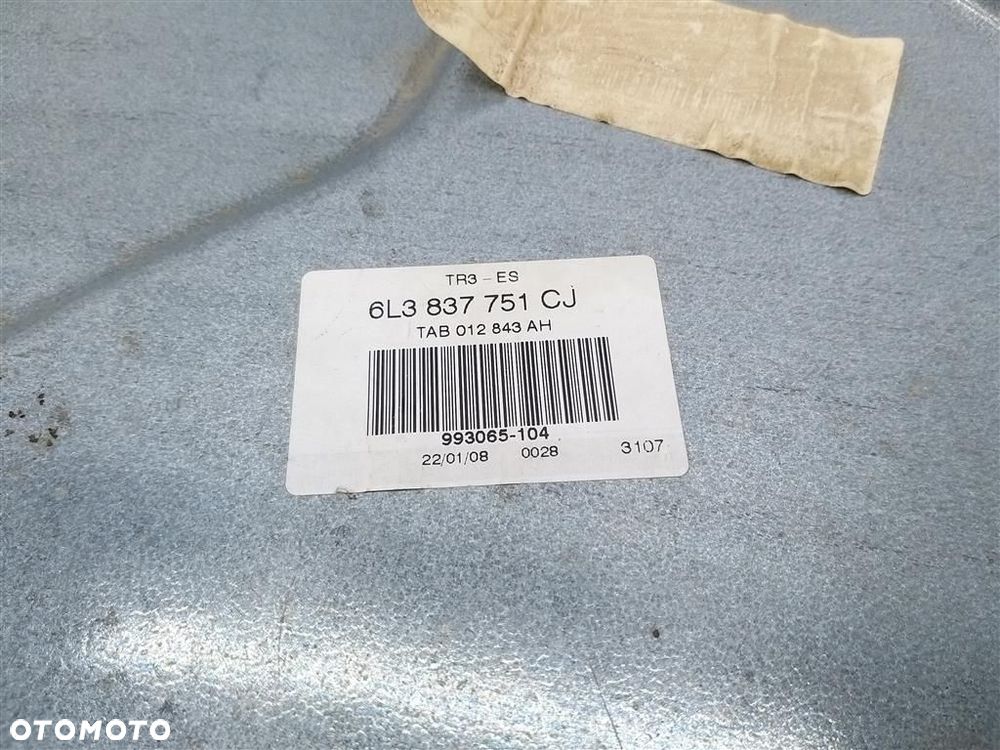 TR3 - ES
6L3 837 751 CJ
TAB 012 843 AH
993065-104
22/01/08 0028 3107
OTOMOTO